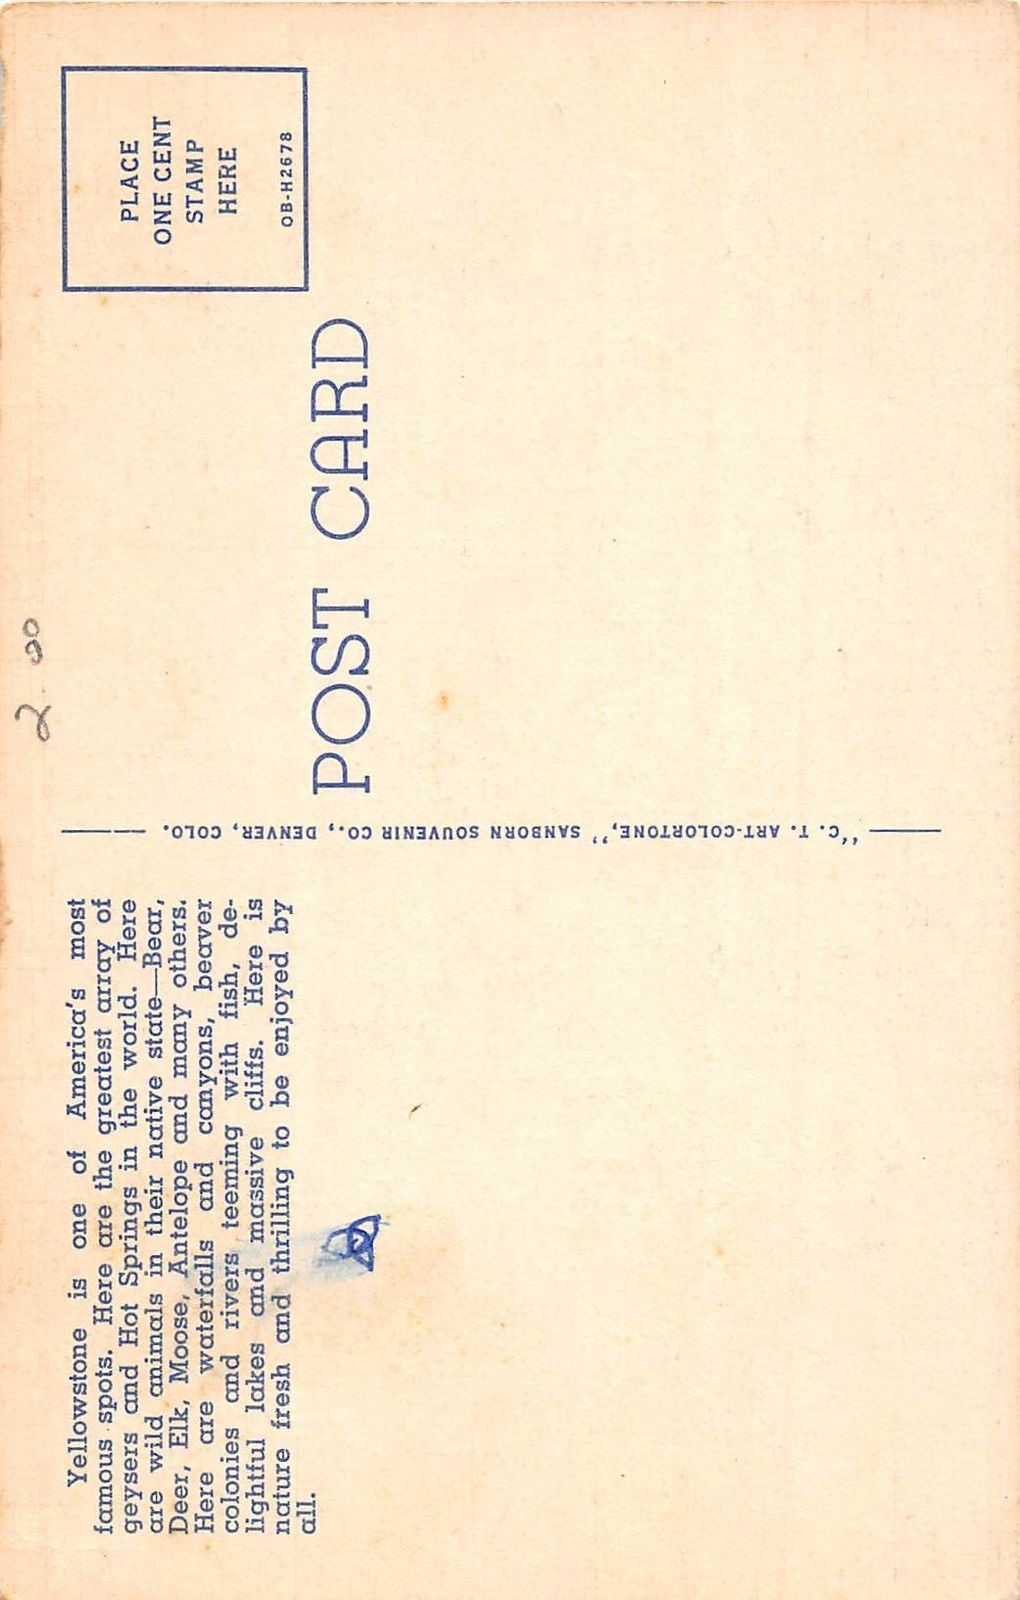 Yellowstone is one of America's most
famous spots. Here are the greatest array of
geysers and Hot Springs in the world. Here
are wild animals in their native state—Bear,
Deer, Elk, Moose, Antelope and many others.
Here are waterfalls and canyons, beaver
colonies and rivers teeming with fish, de-
lightful lakes and massive cliffs. Here is
nature fresh and thrilling to be enjoyed by
all.
"C. T. ART-COLORTONE," SANBORN SOUVENIR CO., DENVER, COLO.
POST CARD
PLACE
ONE CENT
STAMP
HERE
OB-H2678
2 00